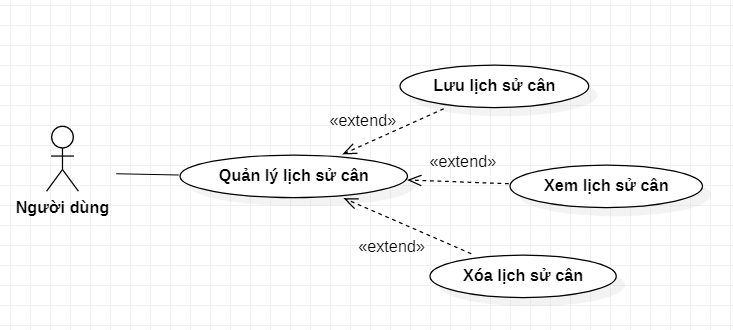 Lưu lịch sử cân
«extend»
«extend»
Quản lý lịch sử cân
Xem lịch sử cân
Người dùng
«extend»
Xóa lịch sử cân